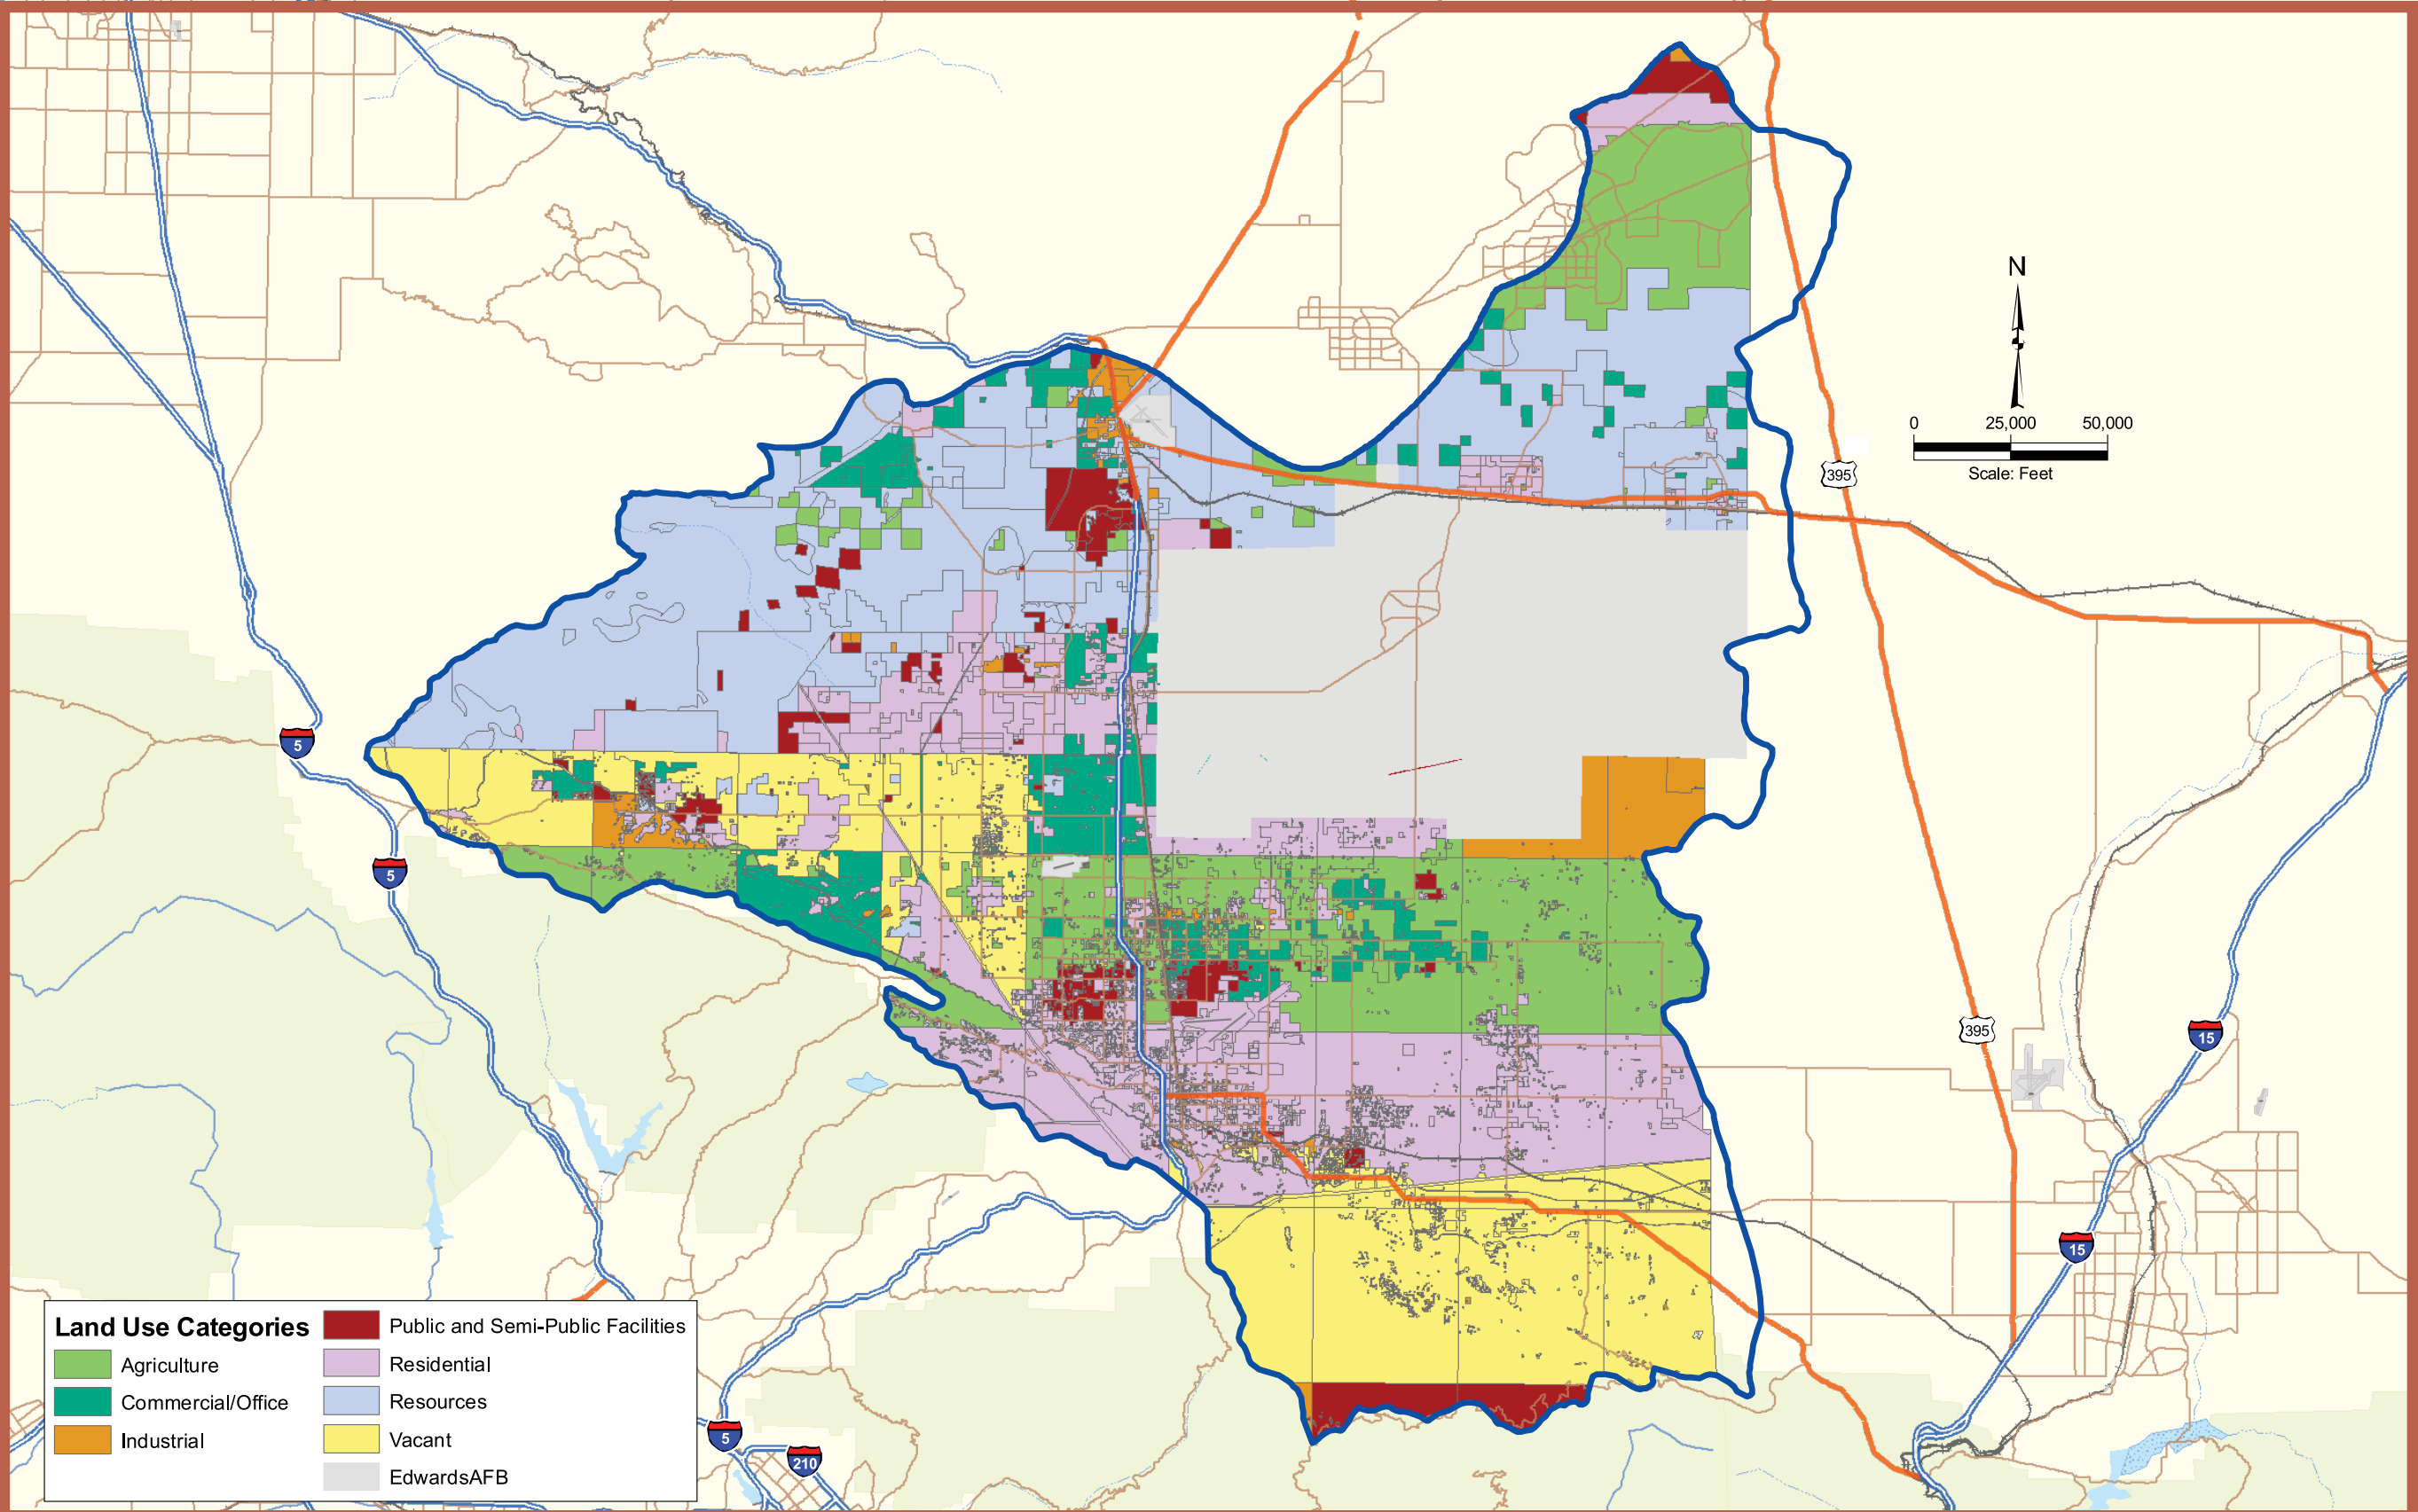 N
0 25,000 50,000
Scale: Feet
395
5
5
395
15
15
Land Use Categories
Agriculture
Commercial/Office
Industrial
Public and Semi-Public Facilities
Residential
Resources
Vacant
EdwardsAFB
5
210